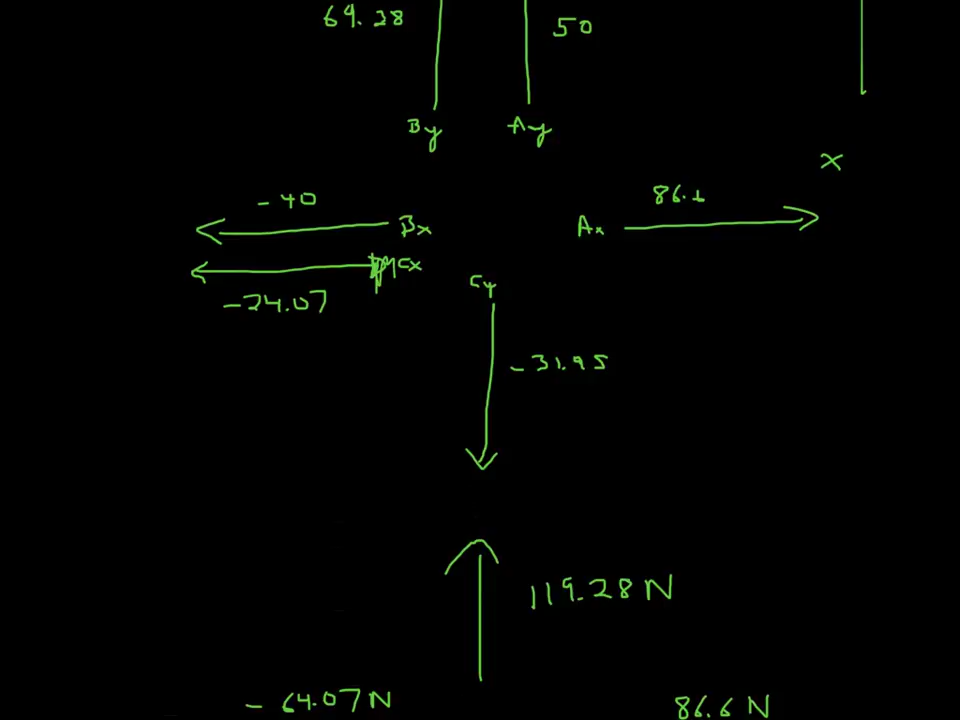 69.28 50
By Ay
X
-40 86.6
Bx Ax
Cx
Cy
-24.07
-31.95
119.28 N
-64.07 N 86.6 N